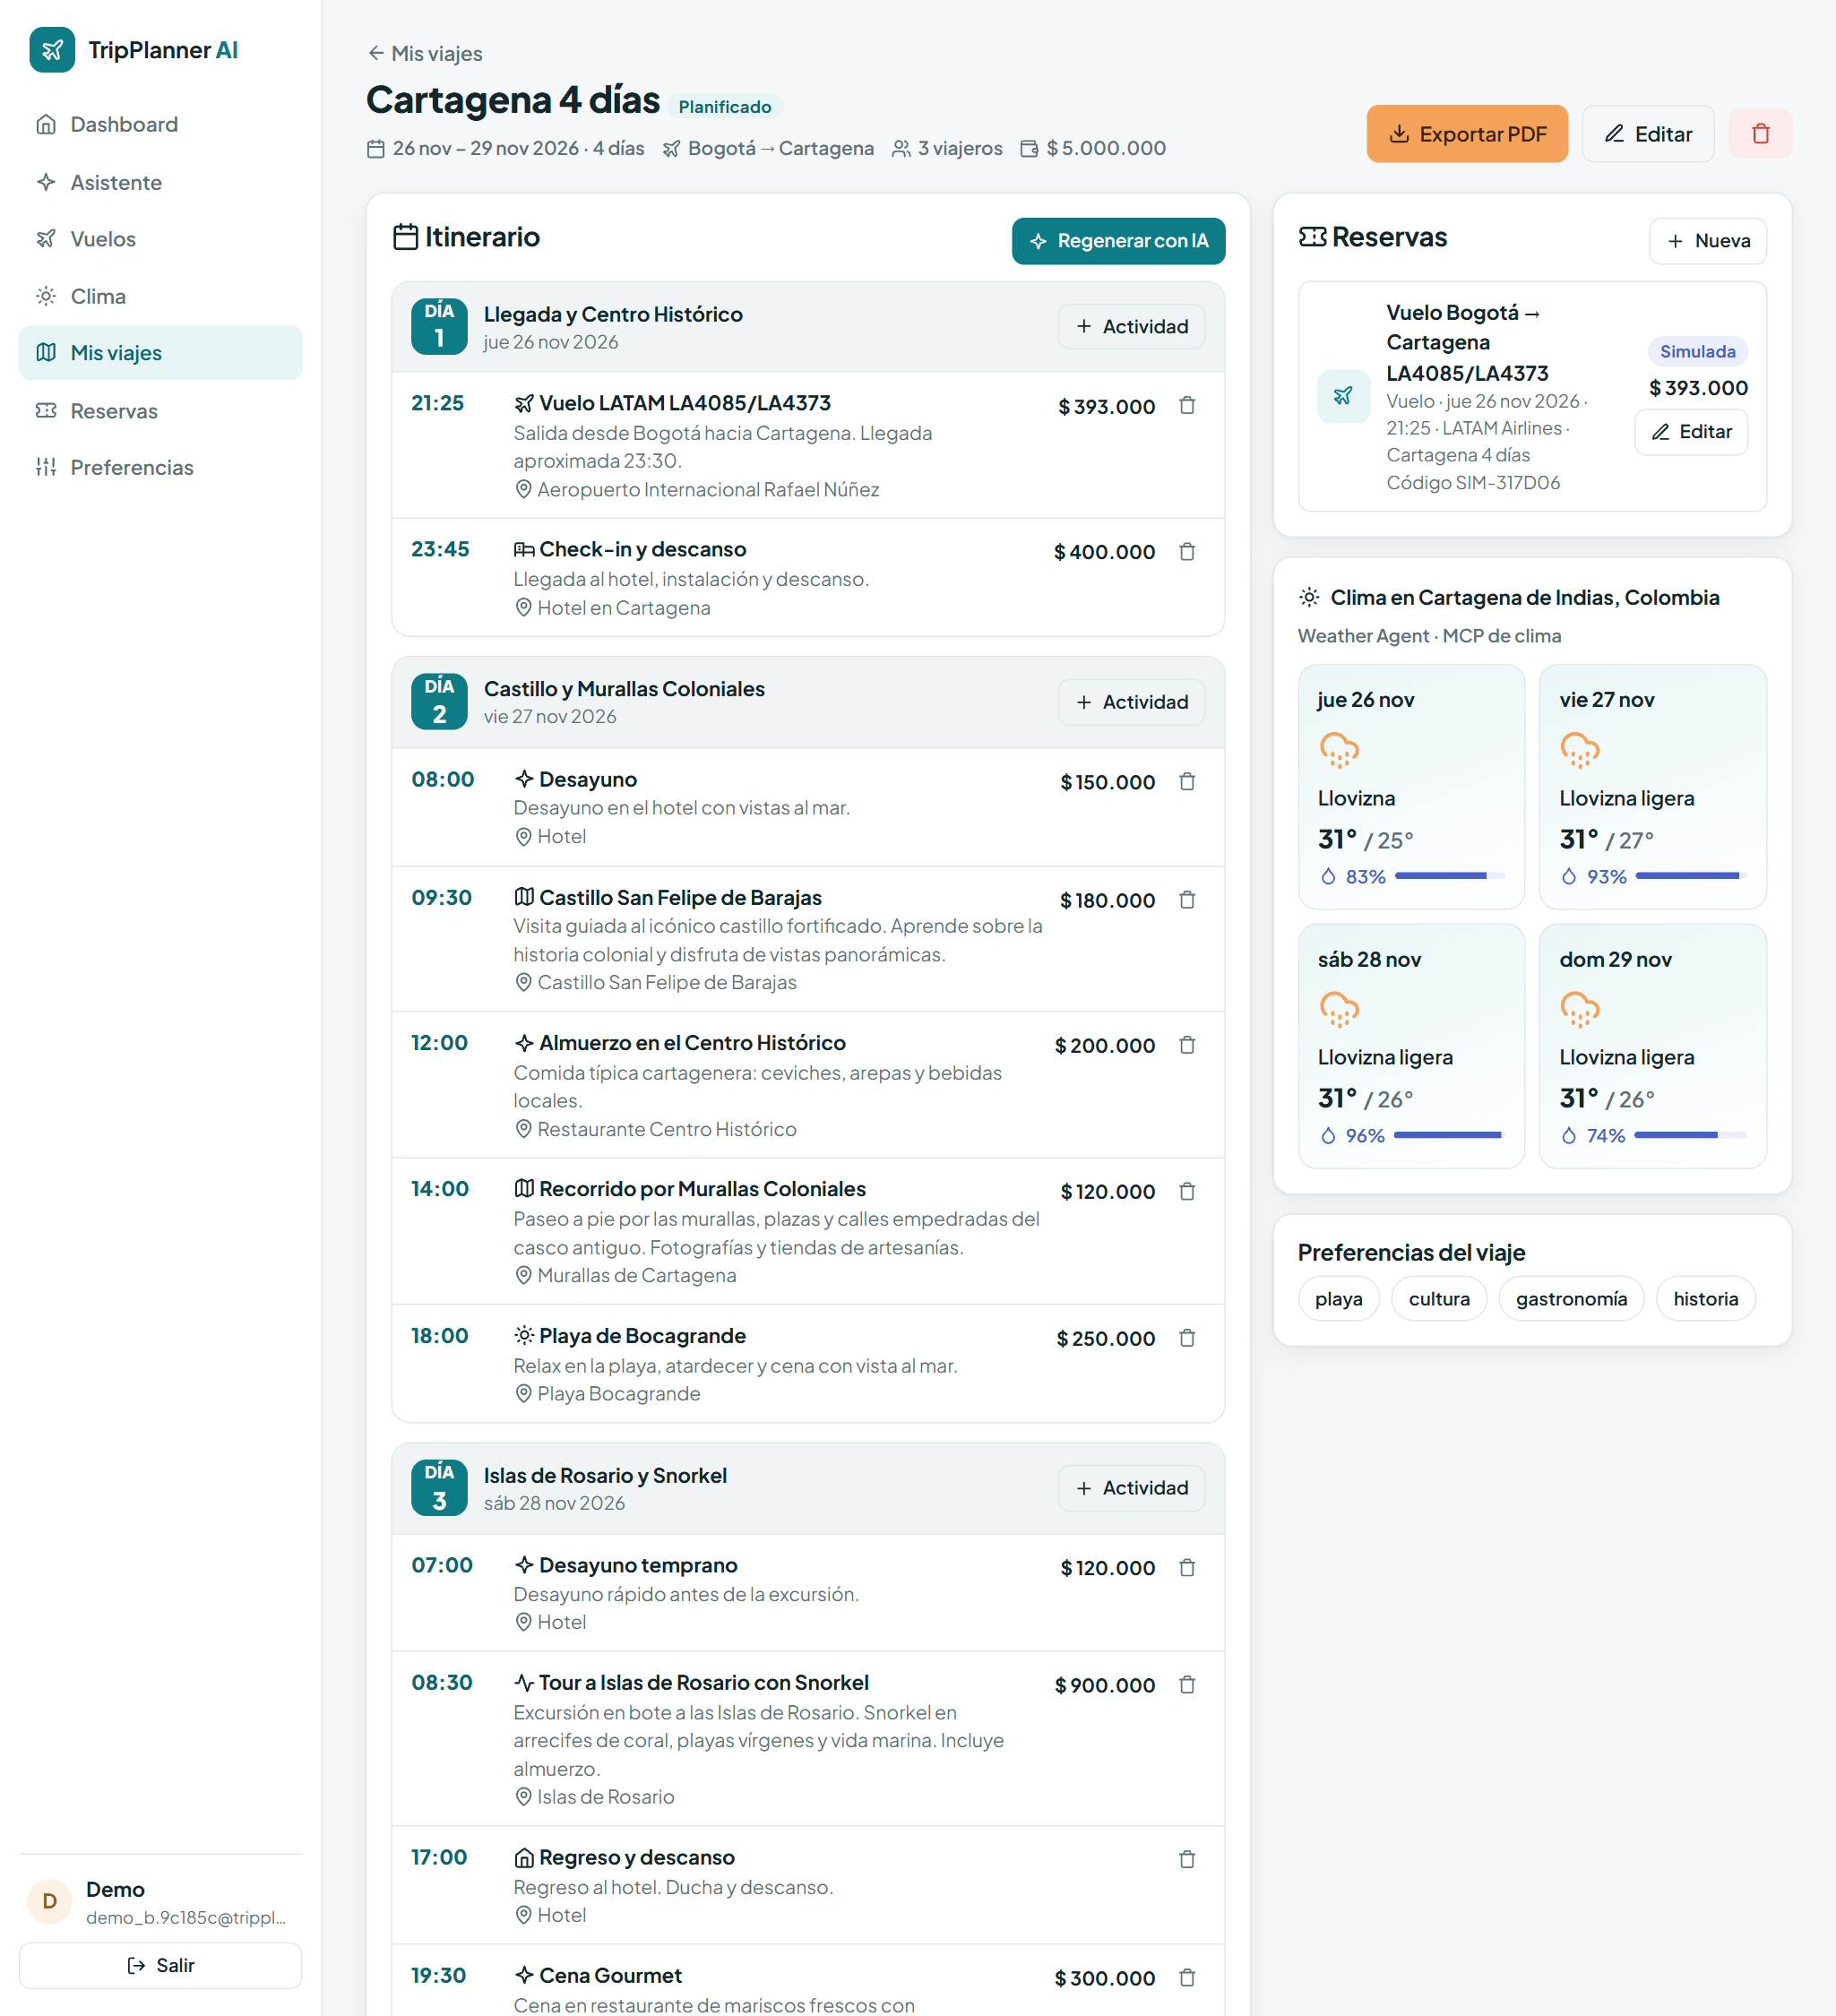 TripPlanner AI
Dashboard
Asistente
Vuelos
Clima
Mis viajes
Reservas
Preferencias
D
Demo
demo_b.9c185c@trippl...
Salir
← Mis viajes
Cartagena 4 días Planificado
26 nov – 29 nov 2026 · 4 días Bogotá → Cartagena 3 viajeros $ 5.000.000
Exportar PDF
Editar
Itinerario
Regenerar con IA
DÍA
1
Llegada y Centro Histórico
jue 26 nov 2026
+ Actividad
21:25
Vuelo LATAM LA4085/LA4373
$ 393.000
Salida desde Bogotá hacia Cartagena. Llegada
aproximada 23:30.
Aeropuerto Internacional Rafael Núñez
23:45
Check-in y descanso
$ 400.000
Llegada al hotel, instalación y descanso.
Hotel en Cartagena
DÍA
2
Castillo y Murallas Coloniales
vie 27 nov 2026
+ Actividad
08:00
Desayuno
$ 150.000
Desayuno en el hotel con vistas al mar.
Hotel
09:30
Castillo San Felipe de Barajas
$ 180.000
Visita guiada al icónico castillo fortificado. Aprende sobre la
historia colonial y disfruta de vistas panorámicas.
Castillo San Felipe de Barajas
12:00
Almuerzo en el Centro Histórico
$ 200.000
Comida típica cartagenera: ceviches, arepas y bebidas
locales.
Restaurante Centro Histórico
14:00
Recorrido por Murallas Coloniales
$ 120.000
Paseo a pie por las murallas, plazas y calles empedradas del
casco antiguo. Fotografías y tiendas de artesanías.
Murallas de Cartagena
18:00
Playa de Bocagrande
$ 250.000
Relax en la playa, atardecer y cena con vista al mar.
Playa Bocagrande
DÍA
3
Islas de Rosario y Snorkel
sáb 28 nov 2026
+ Actividad
07:00
Desayuno temprano
$ 120.000
Desayuno rápido antes de la excursión.
Hotel
08:30
Tour a Islas de Rosario con Snorkel
$ 900.000
Excursión en bote a las Islas de Rosario. Snorkel en
arrecifes de coral, playas vírgenes y vida marina. Incluye
almuerzo.
Islas de Rosario
17:00
Regreso y descanso
Regreso al hotel. Ducha y descanso.
Hotel
19:30
Cena Gourmet
$ 300.000
Cena en restaurante de mariscos frescos con
Reservas
+ Nueva
Vuelo Bogotá →
Cartagena
LA4085/LA4373
Vuelo · jue 26 nov 2026 ·
21:25 · LATAM Airlines ·
Cartagena 4 días
Código SIM-317D06
Simulada
$ 393.000
Editar
Clima en Cartagena de Indias, Colombia
Weather Agent · MCP de clima
jue 26 nov
Llovizna
31° / 25°
83%
vie 27 nov
Llovizna ligera
31° / 27°
93%
sáb 28 nov
Llovizna ligera
31° / 26°
96%
dom 29 nov
Llovizna ligera
31° / 26°
74%
Preferencias del viaje
playa
cultura
gastronomía
historia